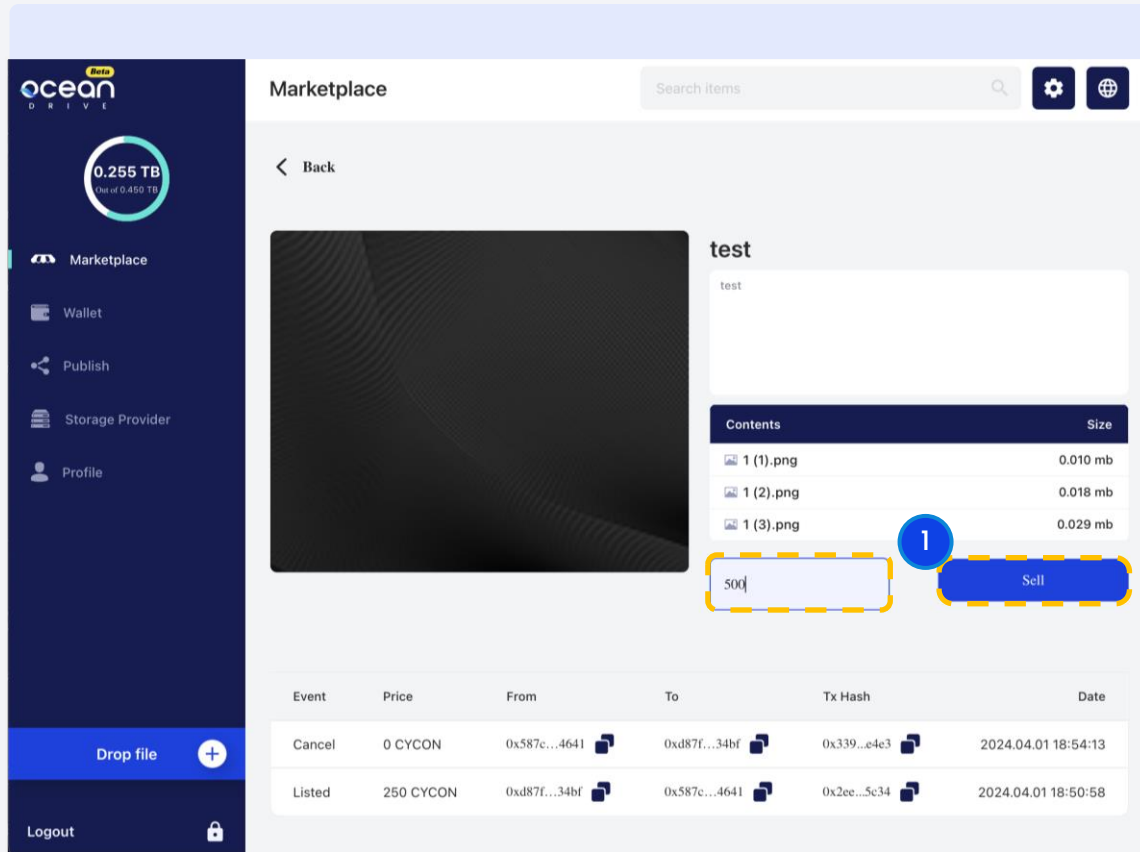 Beta
ocean
DRIVE
Marketplace
Search items
0.255 TB
Out of 0.450 TB
Back
Marketplace
Wallet
Publish
Storage Provider
Profile
test
test
Contents Size
1 (1).png 0.010 mb
1 (2).png 0.018 mb
1 (3).png 0.029 mb
1
500 Sell
Event Price From To Tx Hash Date
Cancel 0 CYCON 0x587c...4641 0xd87f...34bf 0x339...e4e3 2024.04.01 18:54:13
Listed 250 CYCON 0xd87f...34bf 0x587c...4641 0x2ee...5c34 2024.04.01 18:50:58
Drop file
Logout